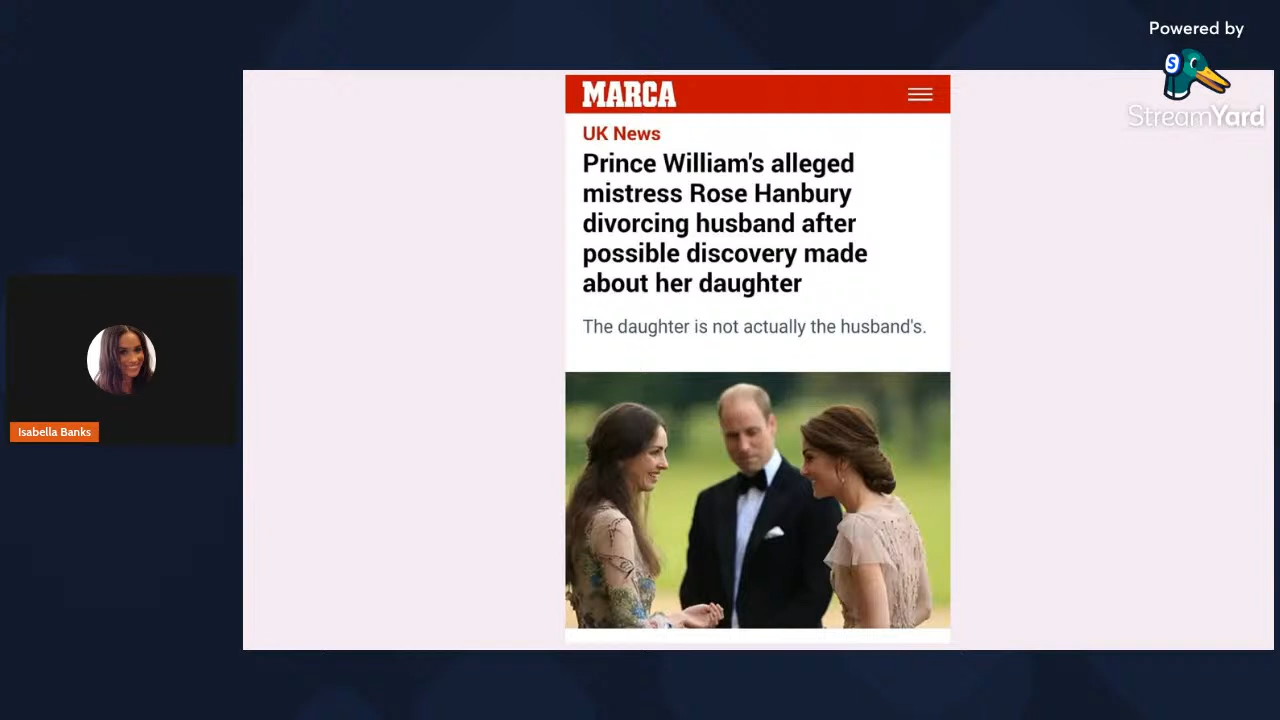 Powered by
StreamYard
MARCA
UK News
Prince William's alleged
mistress Rose Hanbury
divorcing husband after
possible discovery made
about her daughter
The daughter is not actually the husband's.
Isabella Banks